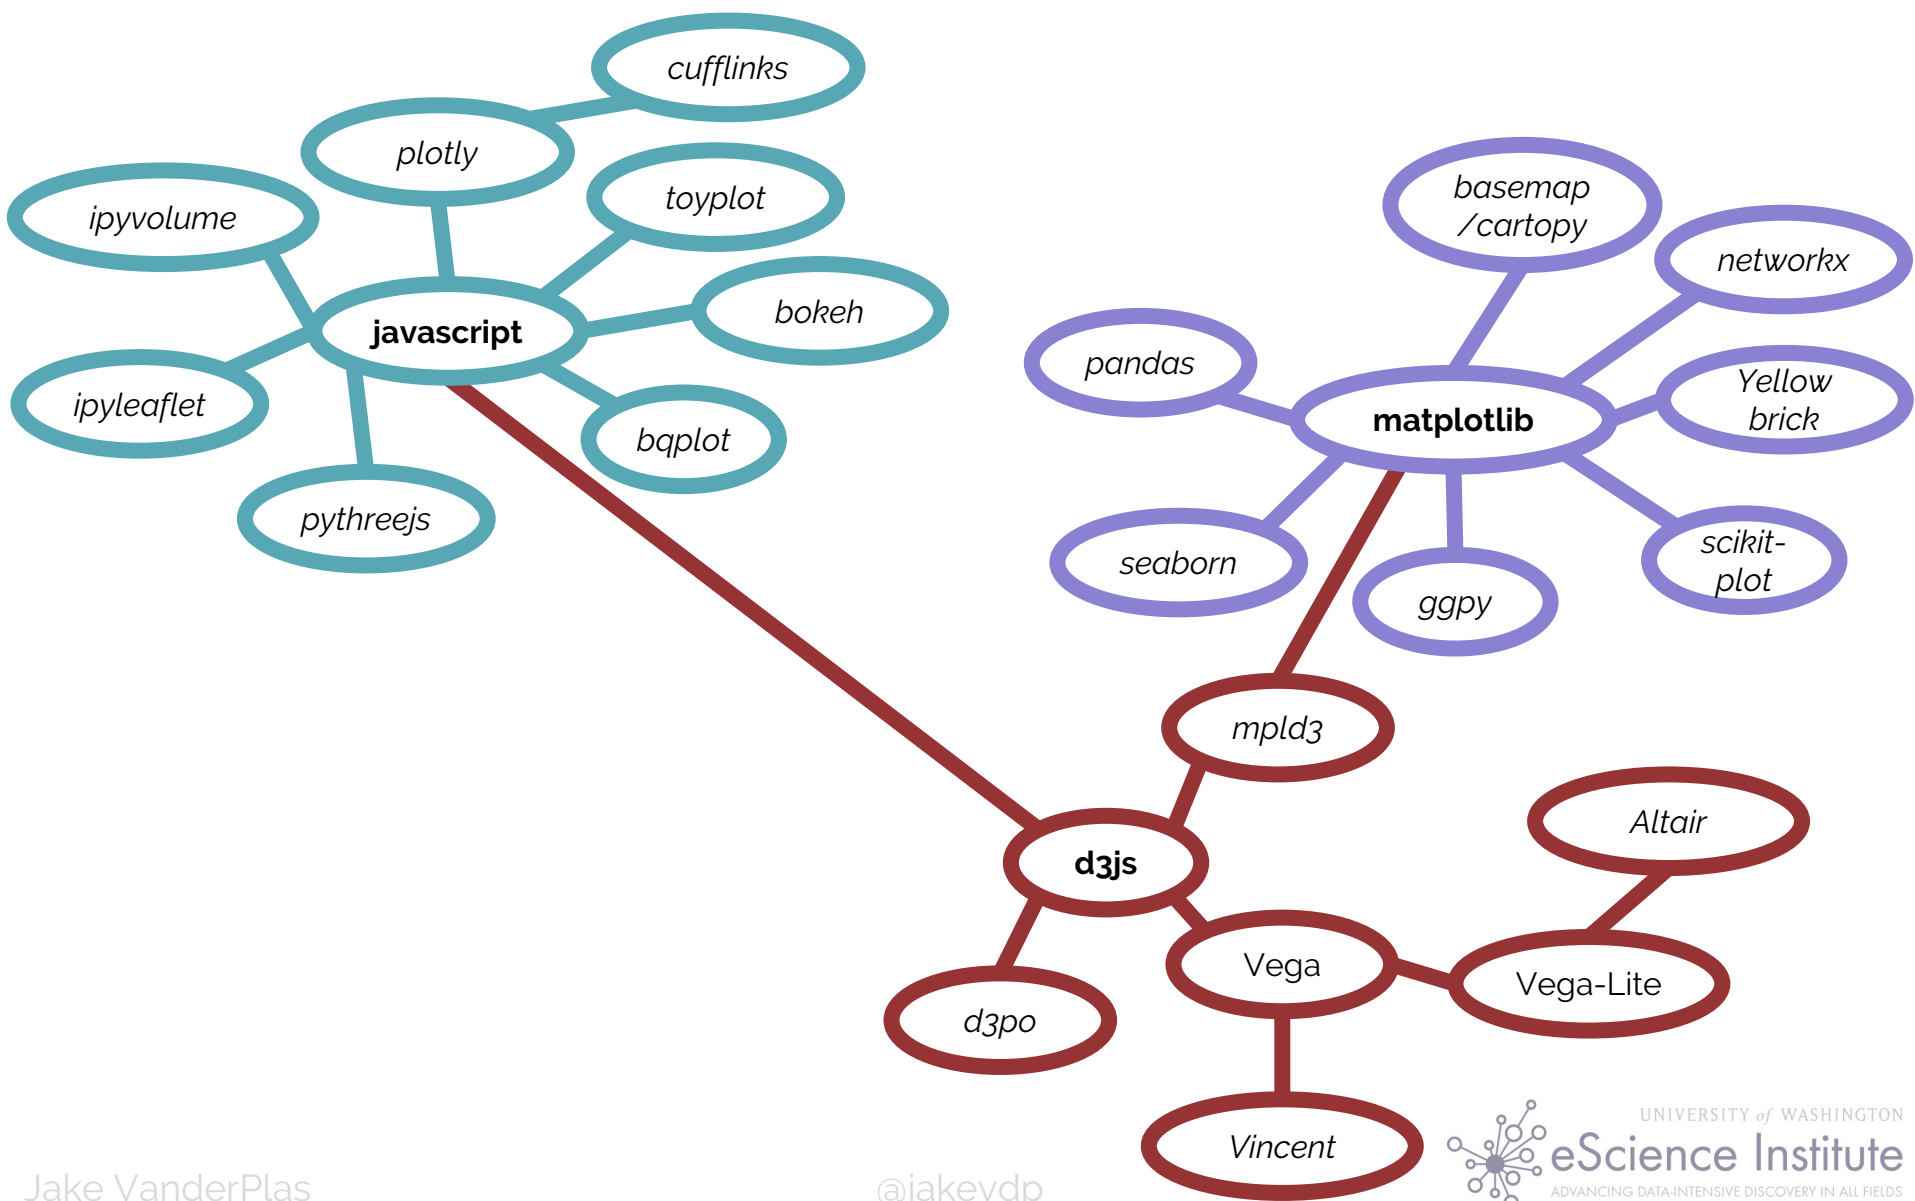 cufflinks
plotly
toyplot
ipyvolume
bokeh
javascript
ipyleaflet
bqplot
pythreejs
basemap
/cartopy
networkx
pandas
Yellow
brick
matplotlib
seaborn
ggpy
scikit-
plot
mpld3
Altair
d3js
Vega
Vega-Lite
d3po
Vincent
UNIVERSITY of WASHINGTON
eScience Institute
ADVANCING DATA-INTENSIVE DISCOVERY IN ALL FIELDS
Jake VanderPlas
@jakevdp